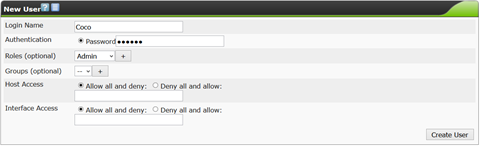 New User
Login Name Coco
Authentication Password ●●●●●●
Roles (optional) Admin +
Groups (optional) -- +
Host Access Allow all and deny: Deny all and allow:
Interface Access Allow all and deny: Deny all and allow:
Create User